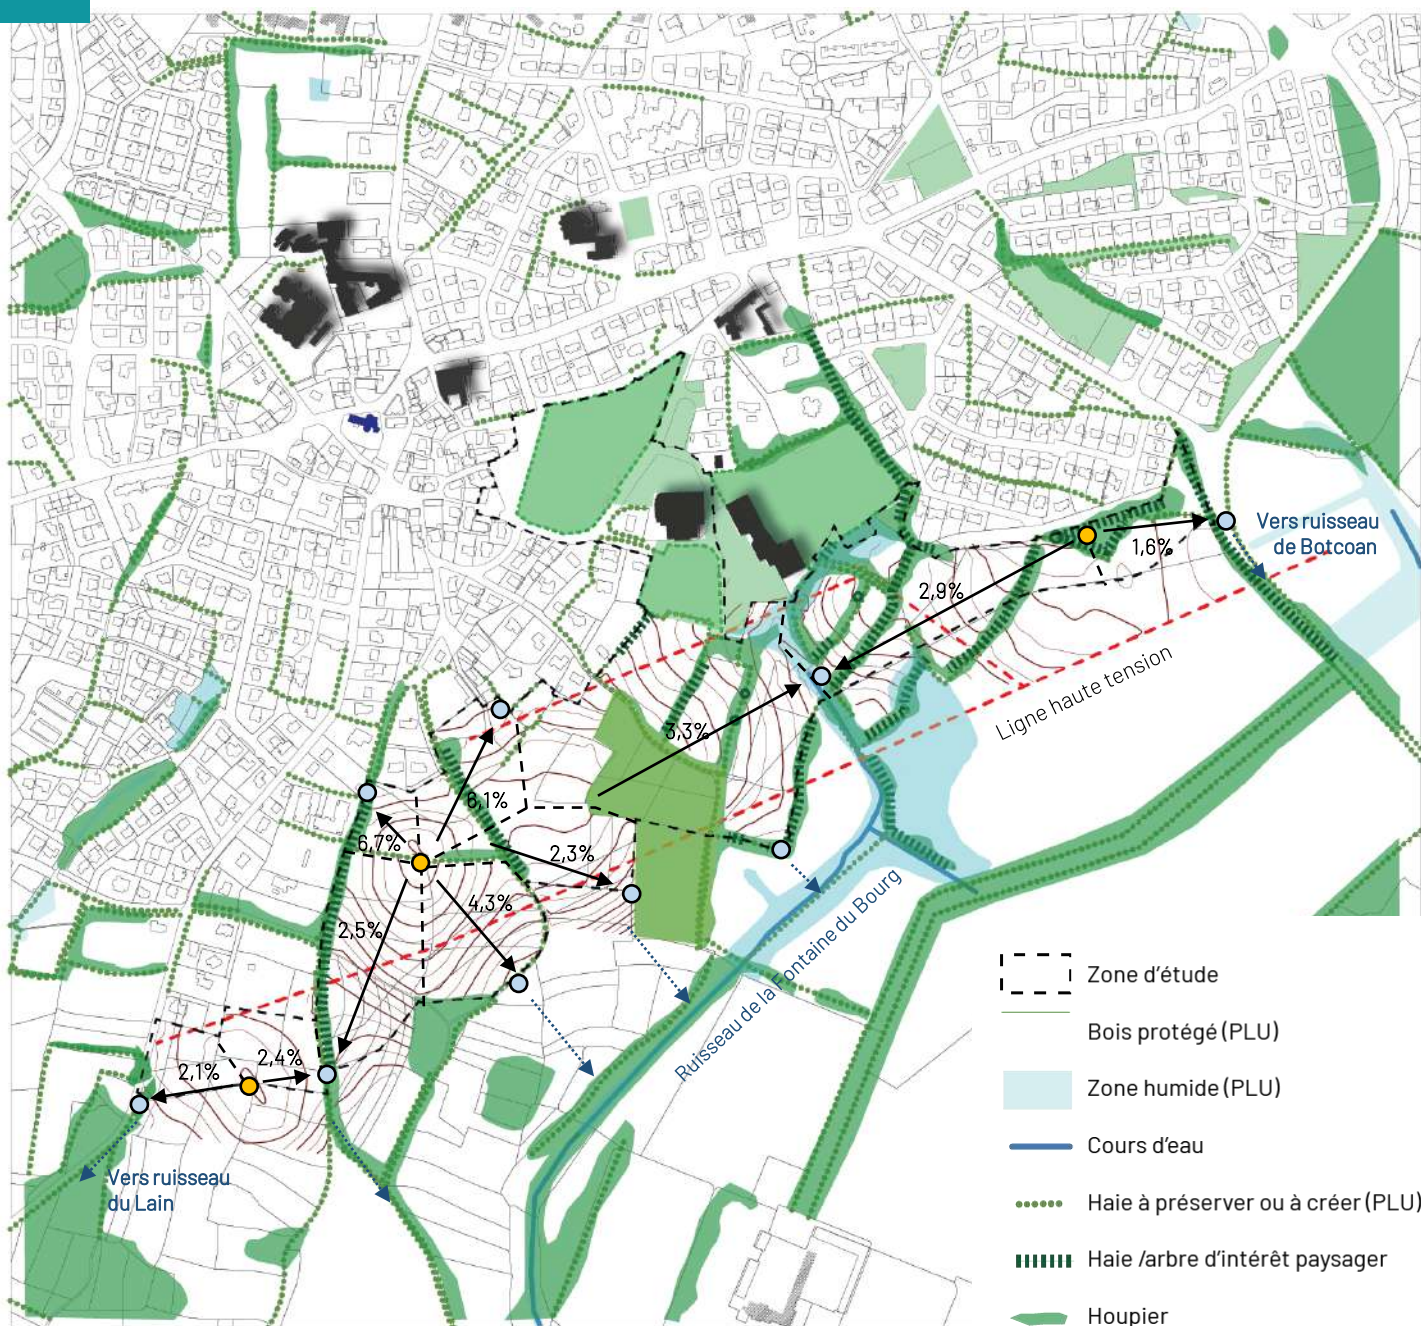 Vers ruisseau
de Botcoan
1,6%
2,9%
Ligne haute tension
3,3%
6,1%
6,7%
2,3%
4,3%
2,5%
Ruisseau de la Fontaine du Bourg
2,4%
2,1%
Vers ruisseau
du Lain
Zone d'étude
Bois protégé (PLU)
Zone humide (PLU)
Cours d'eau
Haie à préserver ou à créer (PLU)
Haie /arbre d'intérêt paysager
Houpier